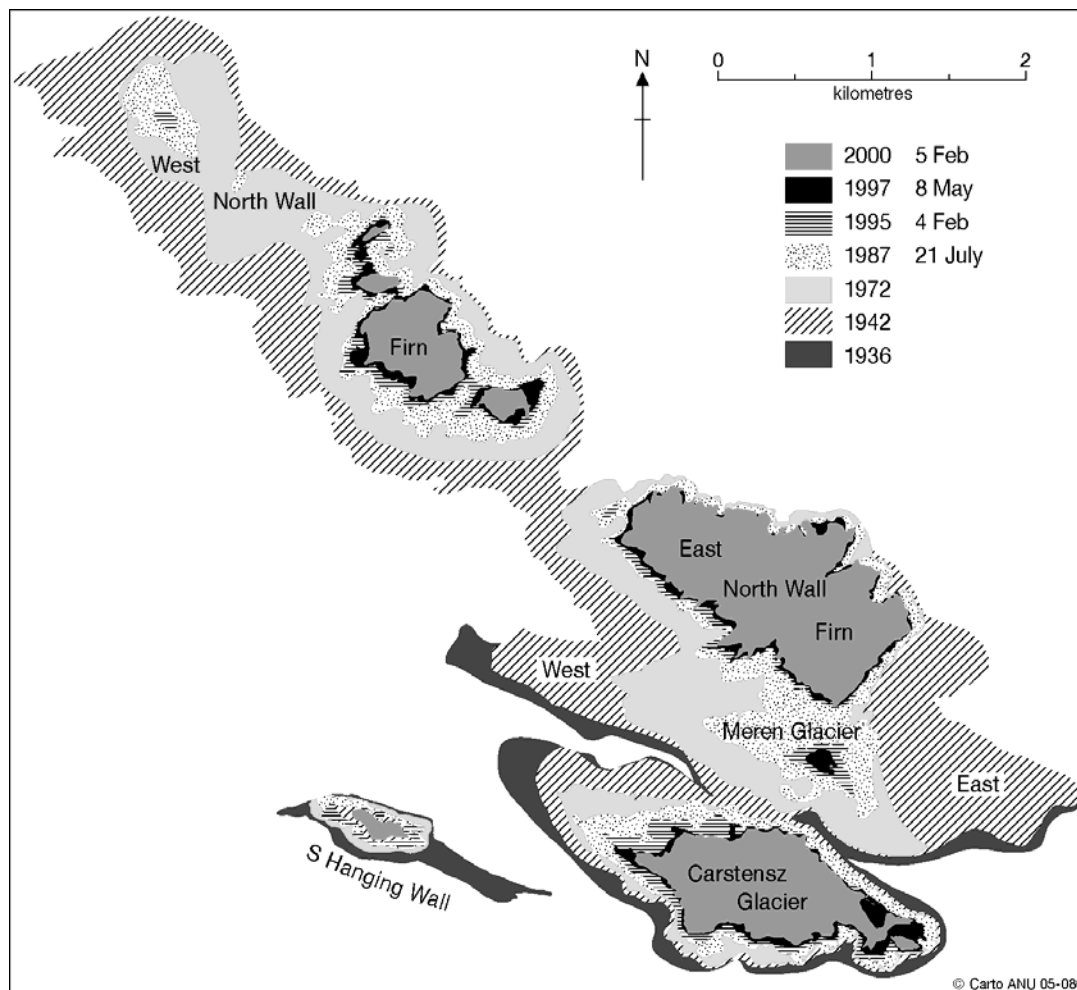 N
0 1 2
kilometres
2000 5 Feb
1997 8 May
1995 4 Feb
1987 21 July
1972
1942
1936
West
North Wall
Firn
East
North Wall
Firn
West
Meren Glacier
East
S Hanging Wall
Carstensz
Glacier
© Carto ANU 05-08